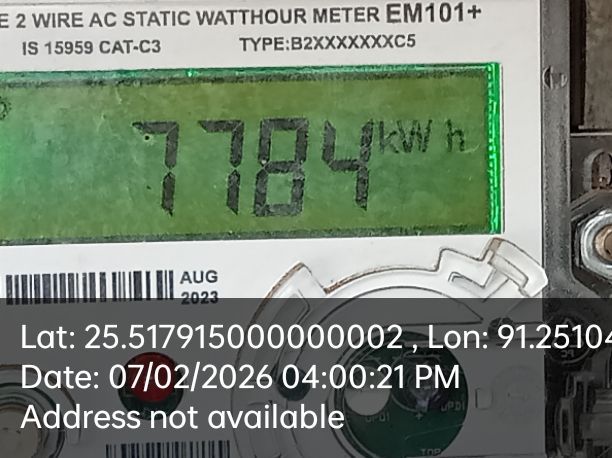 E 2 WIRE AC STATIC WATTHOUR METER EM101+
IS 15959 CAT-C3 TYPE:B2XXXXXXXC5
7784 kWh
AUG
2023
Lat: 25.517915000000002 , Lon: 91.25104
Date: 07/02/2026 04:00:21 PM
Address not available